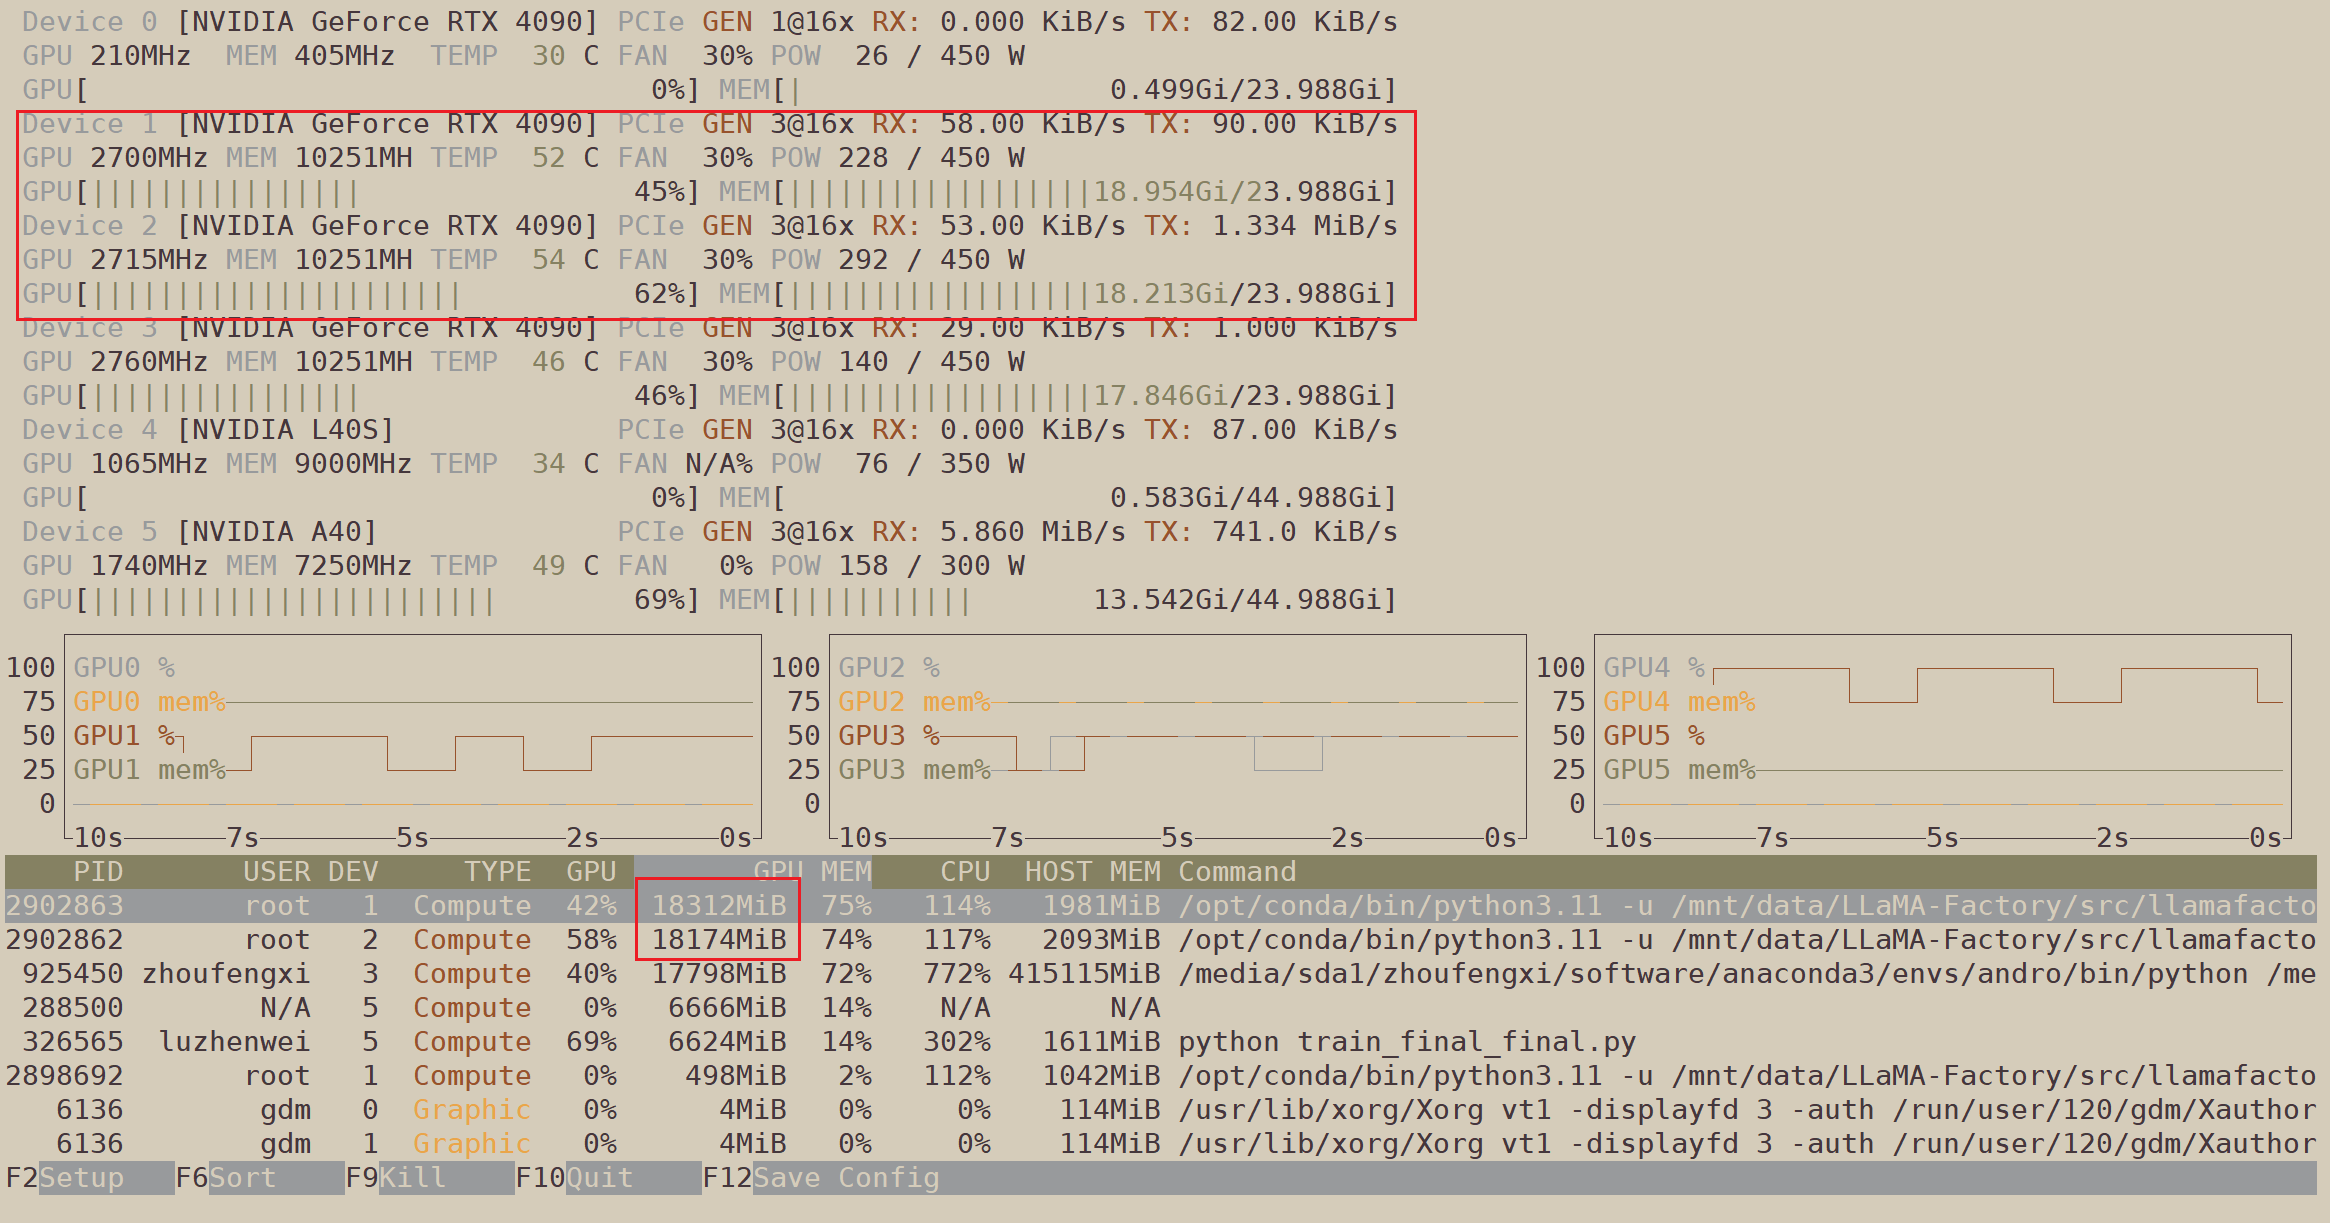 Device 0 [NVIDIA GeForce RTX 4090] PCIe GEN 1@16x RX: 0.000 KiB/s TX: 82.00 KiB/s
GPU 210MHz MEM 405MHz TEMP 30 C FAN 30% POW 26 / 450 W
GPU[ 0%] MEM[| 0.499Gi/23.988Gi]
Device 1 [NVIDIA GeForce RTX 4090] PCIe GEN 3@16x RX: 58.00 KiB/s TX: 90.00 KiB/s
GPU 2700MHz MEM 10251MH TEMP 52 C FAN 30% POW 228 / 450 W
GPU[|||||||||||||||| 45%] MEM[||||||||||||||||||18.954Gi/23.988Gi]
Device 2 [NVIDIA GeForce RTX 4090] PCIe GEN 3@16x RX: 53.00 KiB/s TX: 1.334 MiB/s
GPU 2715MHz MEM 10251MH TEMP 54 C FAN 30% POW 292 / 450 W
GPU[|||||||||||||||||||||| 62%] MEM[||||||||||||||||||18.213Gi/23.988Gi]
Device 3 [NVIDIA GeForce RTX 4090] PCIe GEN 3@16x RX: 29.00 KiB/s TX: 1.000 KiB/s
GPU 2760MHz MEM 10251MH TEMP 46 C FAN 30% POW 140 / 450 W
GPU[|||||||||||||||| 46%] MEM[||||||||||||||||||17.846Gi/23.988Gi]
Device 4 [NVIDIA L40S] PCIe GEN 3@16x RX: 0.000 KiB/s TX: 87.00 KiB/s
GPU 1065MHz MEM 9000MHz TEMP 34 C FAN N/A% POW 76 / 350 W
GPU[ 0%] MEM[ 0.583Gi/44.988Gi]
Device 5 [NVIDIA A40] PCIe GEN 3@16x RX: 5.860 MiB/s TX: 741.0 KiB/s
GPU 1740MHz MEM 7250MHz TEMP 49 C FAN 0% POW 158 / 300 W
GPU[|||||||||||||||||||||||| 69%] MEM[||||||||||| 13.542Gi/44.988Gi]
100 GPU0 % 100 GPU2 % 100 GPU4 %
75 GPU0 mem% 75 GPU2 mem% 75 GPU4 mem%
50 GPU1 % 50 GPU3 % 50 GPU5 %
25 GPU1 mem% 25 GPU3 mem% 25 GPU5 mem%
0 0 0
10s 7s 5s 2s 0s 10s 7s 5s 2s 0s 10s 7s 5s 2s 0s
PID USER DEV TYPE GPU GPU MEM CPU HOST MEM Command
2902863 root 1 Compute 42% 18312MiB 75% 114% 1981MiB /opt/conda/bin/python3.11 -u /mnt/data/LLaMA-Factory/src/llamafacto
2902862 root 2 Compute 58% 18174MiB 74% 117% 2093MiB /opt/conda/bin/python3.11 -u /mnt/data/LLaMA-Factory/src/llamafacto
925450 zhoufengxi 3 Compute 40% 17798MiB 72% 772% 415115MiB /media/sda1/zhoufengxi/software/anaconda3/envs/andro/bin/python /me
288500 N/A 5 Compute 0% 6666MiB 14% N/A N/A
326565 luzhenwei 5 Compute 69% 6624MiB 14% 302% 1611MiB python train_final_final.py
2898692 root 1 Compute 0% 498MiB 2% 112% 1042MiB /opt/conda/bin/python3.11 -u /mnt/data/LLaMA-Factory/src/llamafacto
6136 gdm 0 Graphic 0% 4MiB 0% 0% 114MiB /usr/lib/xorg/Xorg vt1 -displayfd 3 -auth /run/user/120/gdm/Xauthor
6136 gdm 1 Graphic 0% 4MiB 0% 0% 114MiB /usr/lib/xorg/Xorg vt1 -displayfd 3 -auth /run/user/120/gdm/Xauthor
F2Setup F6Sort F9Kill F10Quit F12Save Config